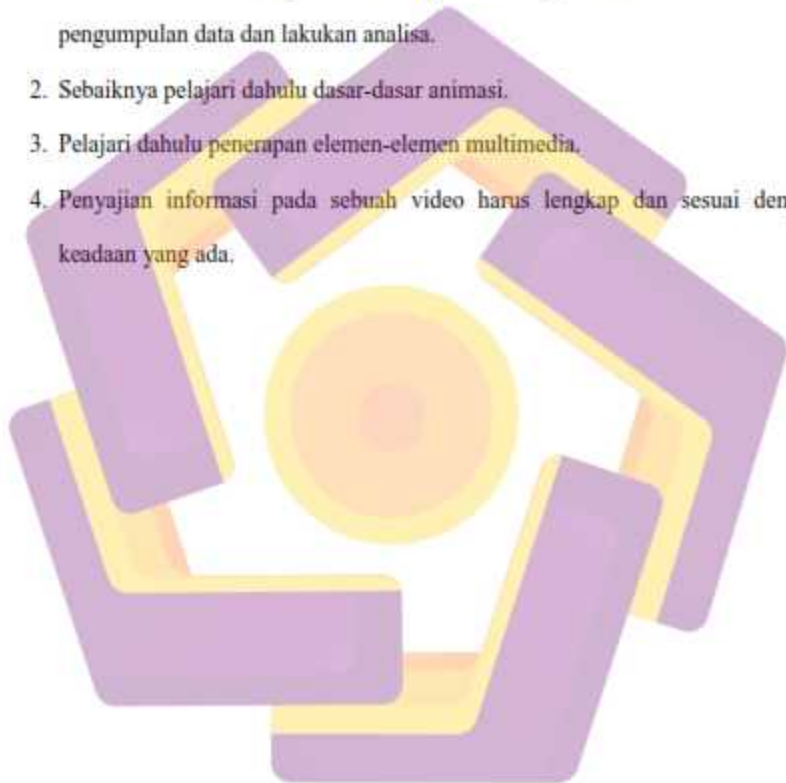 pengumpulan data dan lakukan analisa.
2. Sebaiknya pelajari dahulu dasar-dasar animasi.
3. Pelajari dahulu penerapan elemen-elemen multimedia.
4. Penyajian informasi pada sebuah video harus lengkap dan sesuai den
keadaan yang ada.